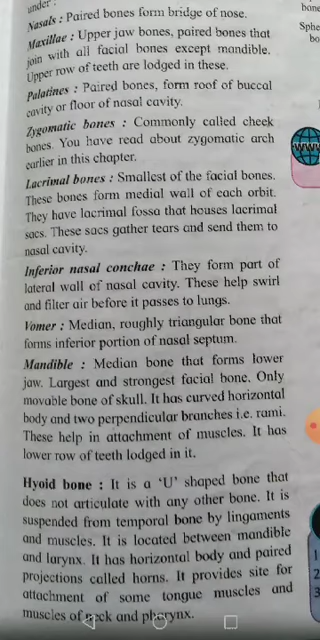 under :
Nasals : Paired bones form bridge of nose.
Maxillae : Upper jaw bones, paired bones that
join with all facial bones except mandible.
Upper row of teeth are lodged in these.
Palatines : Paired bones, form roof of buccal
cavity or floor of nasal cavity.
Zygomatic bones : Commonly called cheek
bones. You have read about zygomatic arch
earlier in this chapter.
Lacrimal bones : Smallest of the facial bones.
These bones form medial wall of each orbit.
They have lacrimal fossa that houses lacrimal
sacs. These sacs gather tears and send them to
nasal cavity.
Inferior nasal conchae : They form part of
lateral wall of nasal cavity. These help swirl
and filter air before it passes to lungs.
Vomer : Median, roughly triangular bone that
forms inferior portion of nasal septum.
Mandible : Median bone that forms lower
jaw. Largest and strongest facial bone. Only
movable bone of skull. It has curved horizontal
body and two perpendicular branches i.e. rami.
These help in attachment of muscles. It has
lower row of teeth lodged in it.
Hyoid bone : It is a ‘U’ shaped bone that
does not articulate with any other bone. It is
suspended from temporal bone by lingaments
and muscles. It is located between mandible
and larynx. It has horizontal body and paired
projections called horns. It provides site for
attachment of some tongue muscles and
muscles of neck and pharynx.
bone
Sphe
bo
www
1
2
3